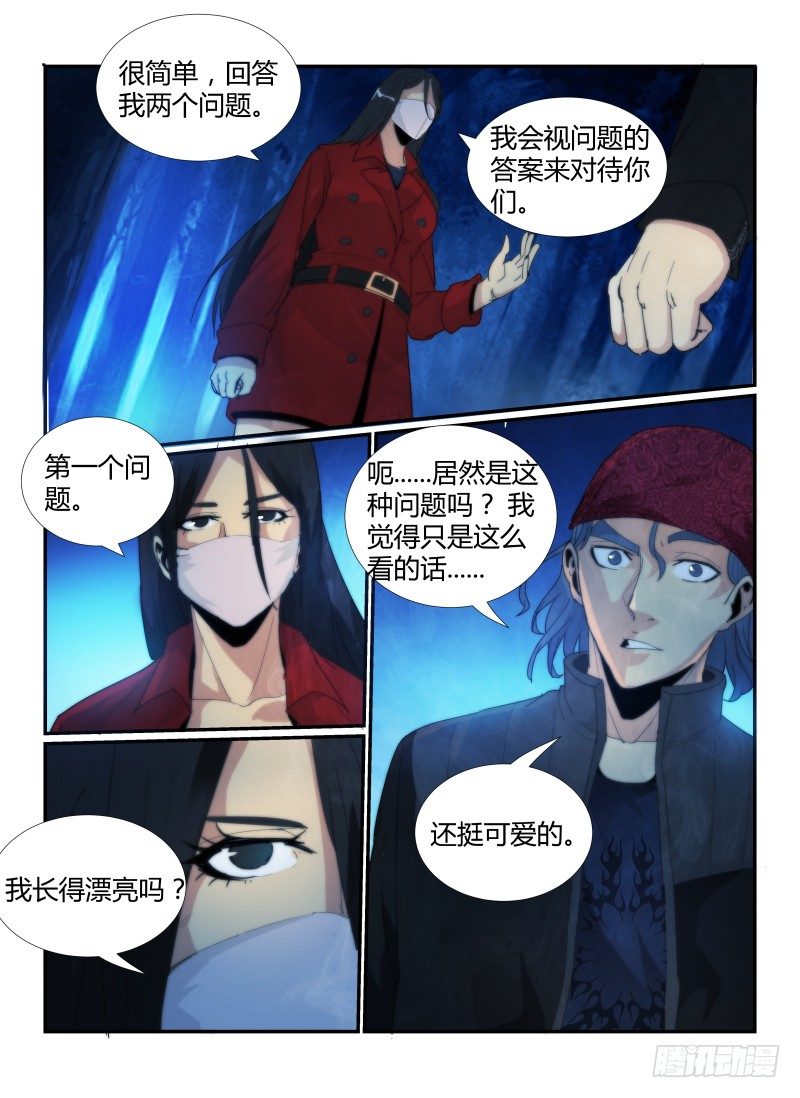 很简单，回答
我两个问题。
我会视问题的
答案来对待你
们。
第一个问
题。
我长得漂亮吗？
呃……居然是这
种问题吗？ 我
觉得只是这么
看的话……
还挺可爱的。
腾讯动漫